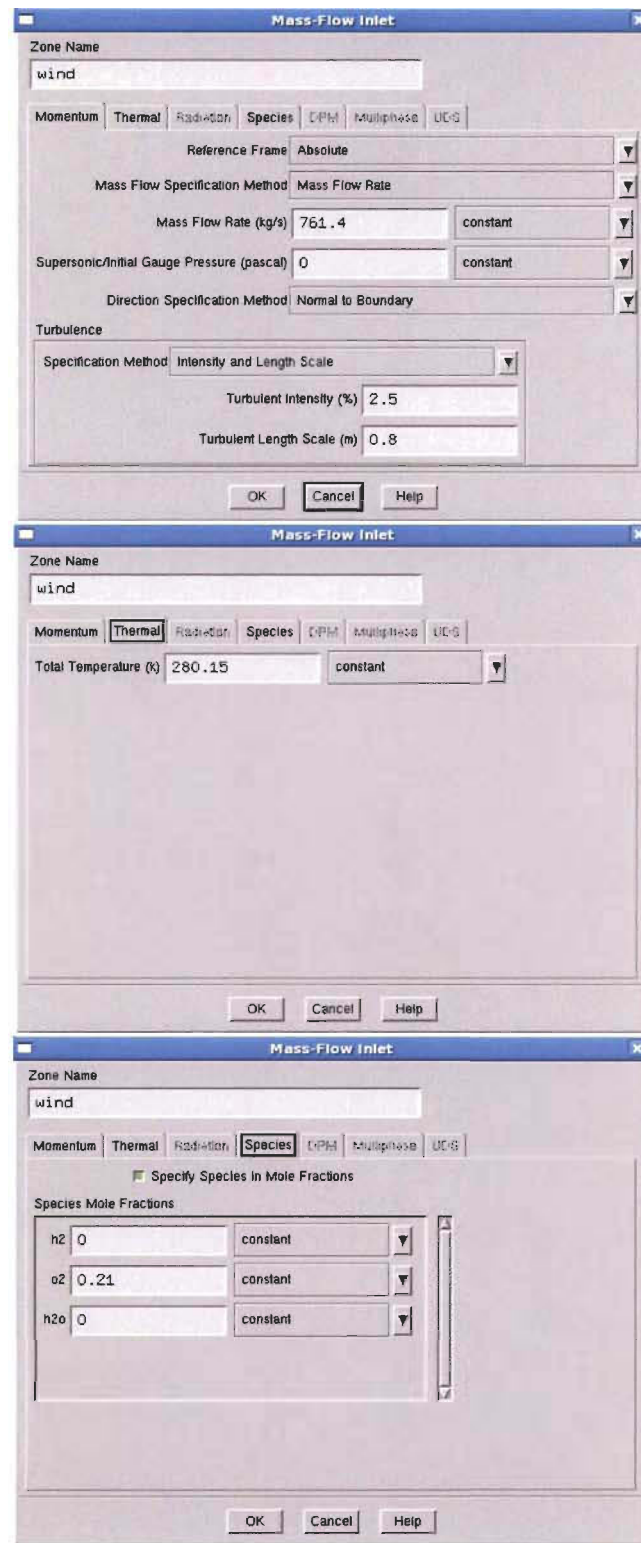 Mass-Flow Inlet
Zone Name
wind
Momentum Thermal Radiation Species DPM Multiphase UDS
Reference Frame Absolute
Mass Flow Specification Method Mass Flow Rate
Mass Flow Rate (kg/s) 761.4 constant
Supersonic/Initial Gauge Pressure (pascal) 0 constant
Direction Specification Method Normal to Boundary
Turbulence
Specification Method Intensity and Length Scale
Turbulent Intensity (%) 2.5
Turbulent Length Scale (m) 0.8
OK Cancel Help
Mass-Flow Inlet
Zone Name
wind
Momentum Thermal Radiation Species DPM Multiphase UDS
Total Temperature (k) 280.15 constant
OK Cancel Help
Mass-Flow Inlet
Zone Name
wind
Momentum Thermal Radiation Species DPM Multiphase UDS
Specify Species in Mole Fractions
Species Mole Fractions
h2 0 constant
o2 0.21 constant
h2o 0 constant
OK Cancel Help